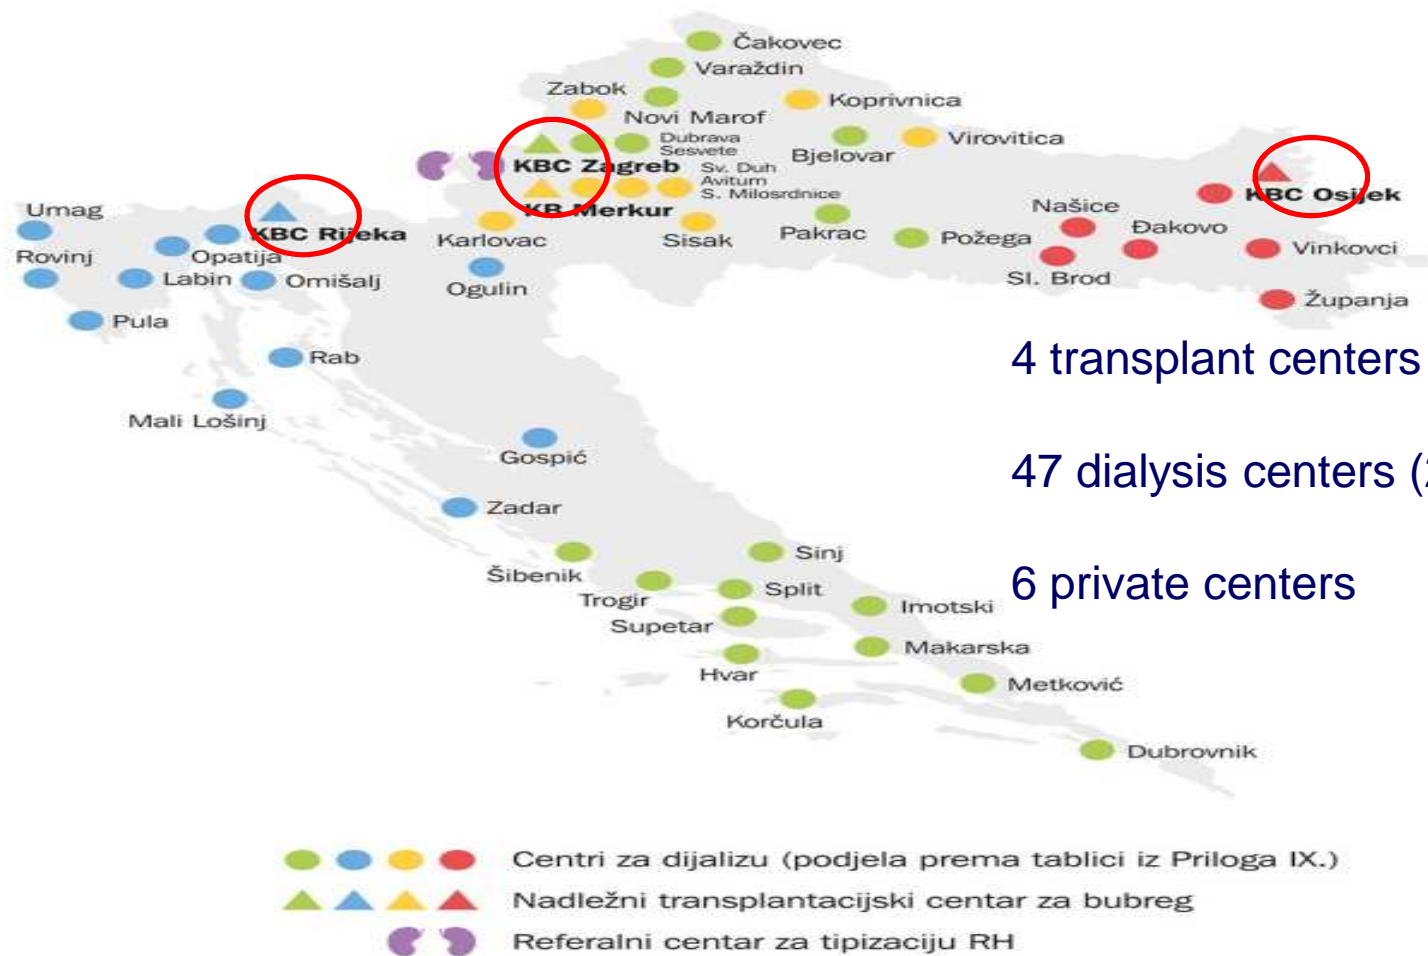 Čakovec
Varaždin
Zabok
Koprivnica
Novi Marof
Dubrava
Sesvete
Bjelovar
Virovitica
KBC Zagreb
Sv. Duh
Avitum
S. Milosrdnice
KB Merkur
KBC Osijek
Umag
KBC Rijeka
Karlovac
Sisak
Pakrac
Požega
Našice
Đakovo
Vinkovci
Rovinj
Opatija
Labin
Omišalj
Ogulin
Sl. Brod
Županja
Pula
Rab
4 transplant centers
Mali Lošinj
Gospić
47 dialysis centers (
Zadar
Šibenik
Sinj
Trogir
Split
6 private centers
Supetar
Imotski
Makarska
Hvar
Metković
Korčula
Dubrovnik
Centri za dijalizu (podjela prema tablici iz Priloga IX.)
Nadležni transplantacijski centar za bubreg
Referalni centar za tipizaciju RH